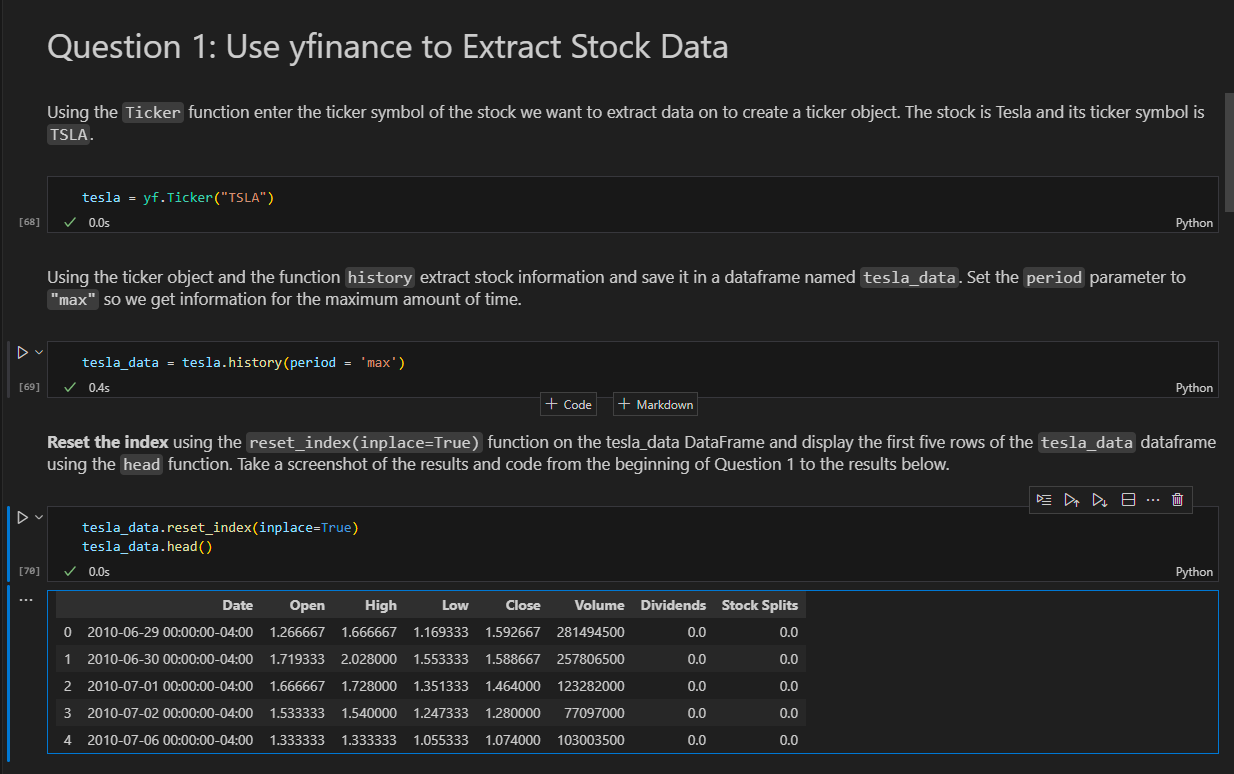 Question 1: Use yfinance to Extract Stock Data
Using the Ticker function enter the ticker symbol of the stock we want to extract data on to create a ticker object. The stock is Tesla and its ticker symbol is
TSLA.
tesla = yf.Ticker("TSLA")
[68] 0.0s Python
Using the ticker object and the function history extract stock information and save it in a dataframe named tesla_data. Set the period parameter to
"max" so we get information for the maximum amount of time.
tesla_data = tesla.history(period = 'max')
[69] 0.4s Python
+ Code + Markdown
Reset the index using the reset_index(inplace=True) function on the tesla_data DataFrame and display the first five rows of the tesla_data dataframe
using the head function. Take a screenshot of the results and code from the beginning of Question 1 to the results below.
tesla_data.reset_index(inplace=True)
tesla_data.head()
[70] 0.0s Python
Date Open High Low Close Volume Dividends Stock Splits
0 2010-06-29 00:00:00-04:00 1.266667 1.666667 1.169333 1.592667 281494500 0.0 0.0
1 2010-06-30 00:00:00-04:00 1.719333 2.028000 1.553333 1.588667 257806500 0.0 0.0
2 2010-07-01 00:00:00-04:00 1.666667 1.728000 1.351333 1.464000 123282000 0.0 0.0
3 2010-07-02 00:00:00-04:00 1.533333 1.540000 1.247333 1.280000 77097000 0.0 0.0
4 2010-07-06 00:00:00-04:00 1.333333 1.333333 1.055333 1.074000 103003500 0.0 0.0